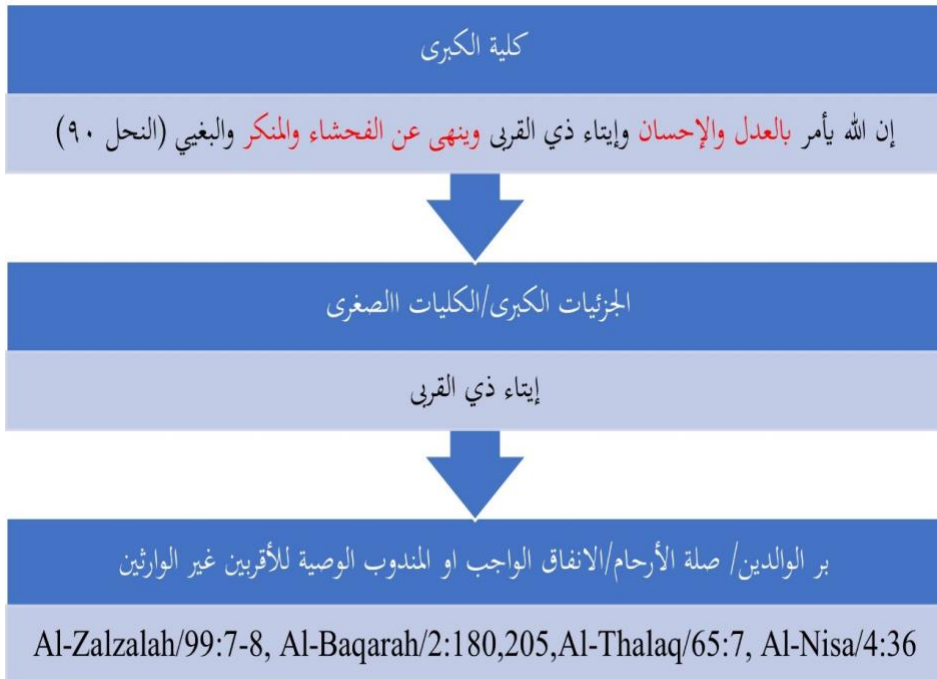 كلية الكبرى
إن الله يأمر بالعدل والإحسان وإيتاء ذي القربى وينهى عن الفحشاء والمنكر والبغيي (النحل ٩٠)
الجزئيات الكبرى/الكليات االصغرى
إيتاء ذي القربى
بر الوالدين/ صلة الأرحام/الانفاق الواجب او المندوب الوصية للأقربين غير الوارثين
Al-Zalzalah/99:7-8, Al-Baqarah/2:180,205,Al-Thalaq/65:7, Al-Nisa/4:36